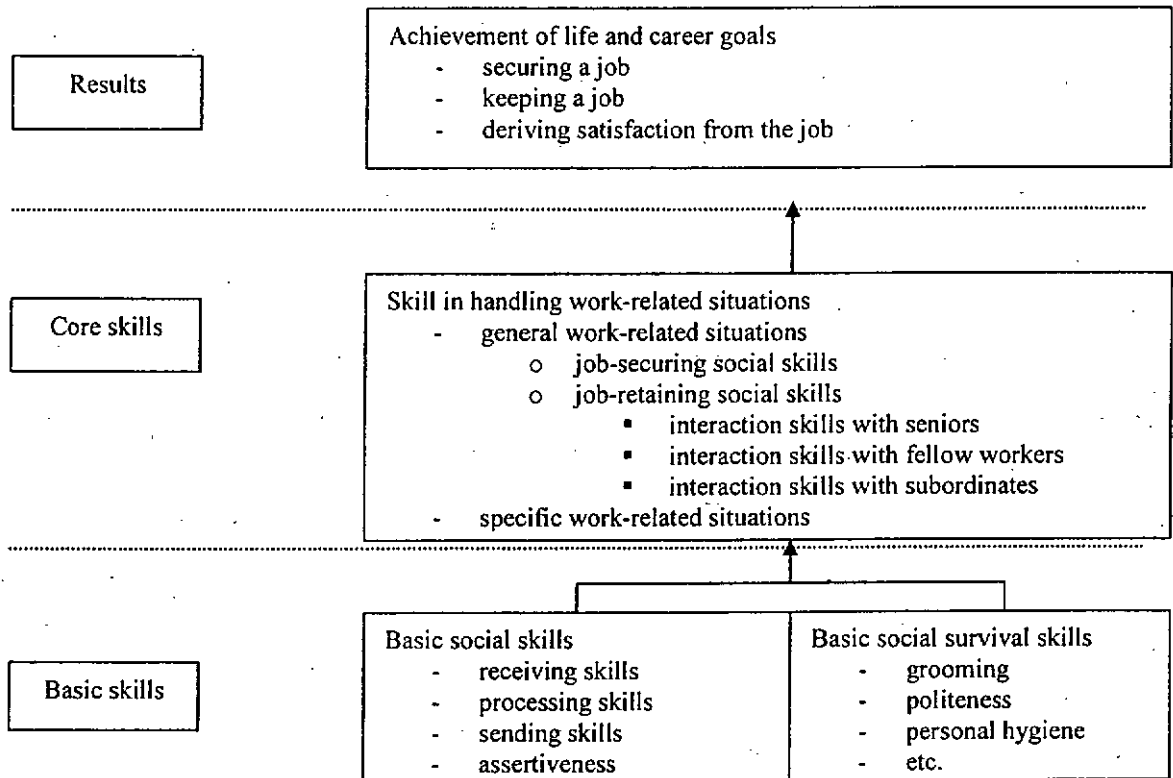 Results
Achievement of life and career goals
- securing a job
- keeping a job
- deriving satisfaction from the job
Core skills
Skill in handling work-related situations
- general work-related situations
o job-securing social skills
o job-retaining social skills
▪ interaction skills with seniors
▪ interaction skills with fellow workers
▪ interaction skills with subordinates
- specific work-related situations
Basic skills
Basic social skills
- receiving skills
- processing skills
- sending skills
- assertiveness
Basic social survival skills
- grooming
- politeness
- personal hygiene
- etc.